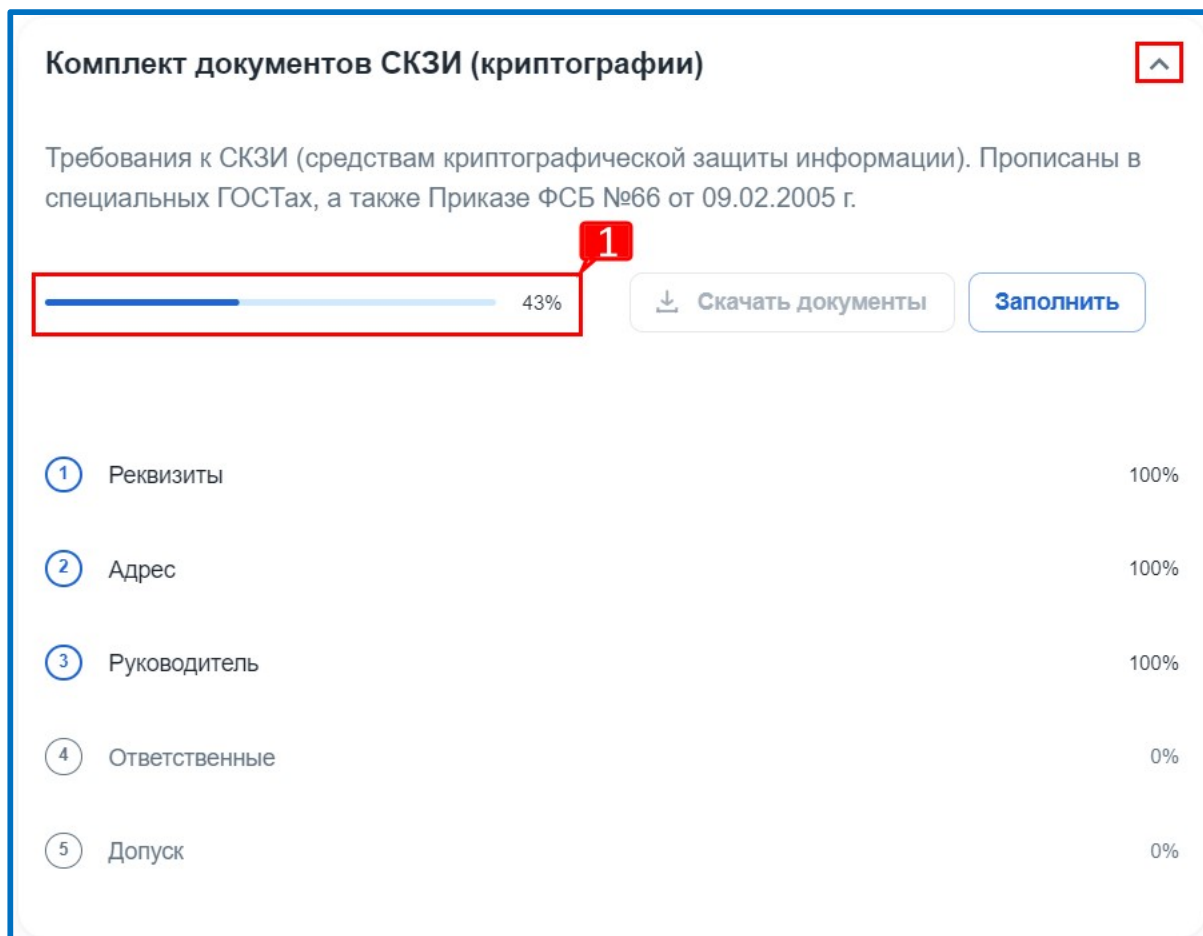 Комплект документов СКЗИ (криптографии)
Требования к СКЗИ (средствам криптографической защиты информации). Прописаны в
специальных ГОСТах, а также Приказе ФСБ №66 от 09.02.2005 г.
1
43% Скачать документы Заполнить
1 Реквизиты 100%
2 Адрес 100%
3 Руководитель 100%
4 Ответственные 0%
5 Допуск 0%